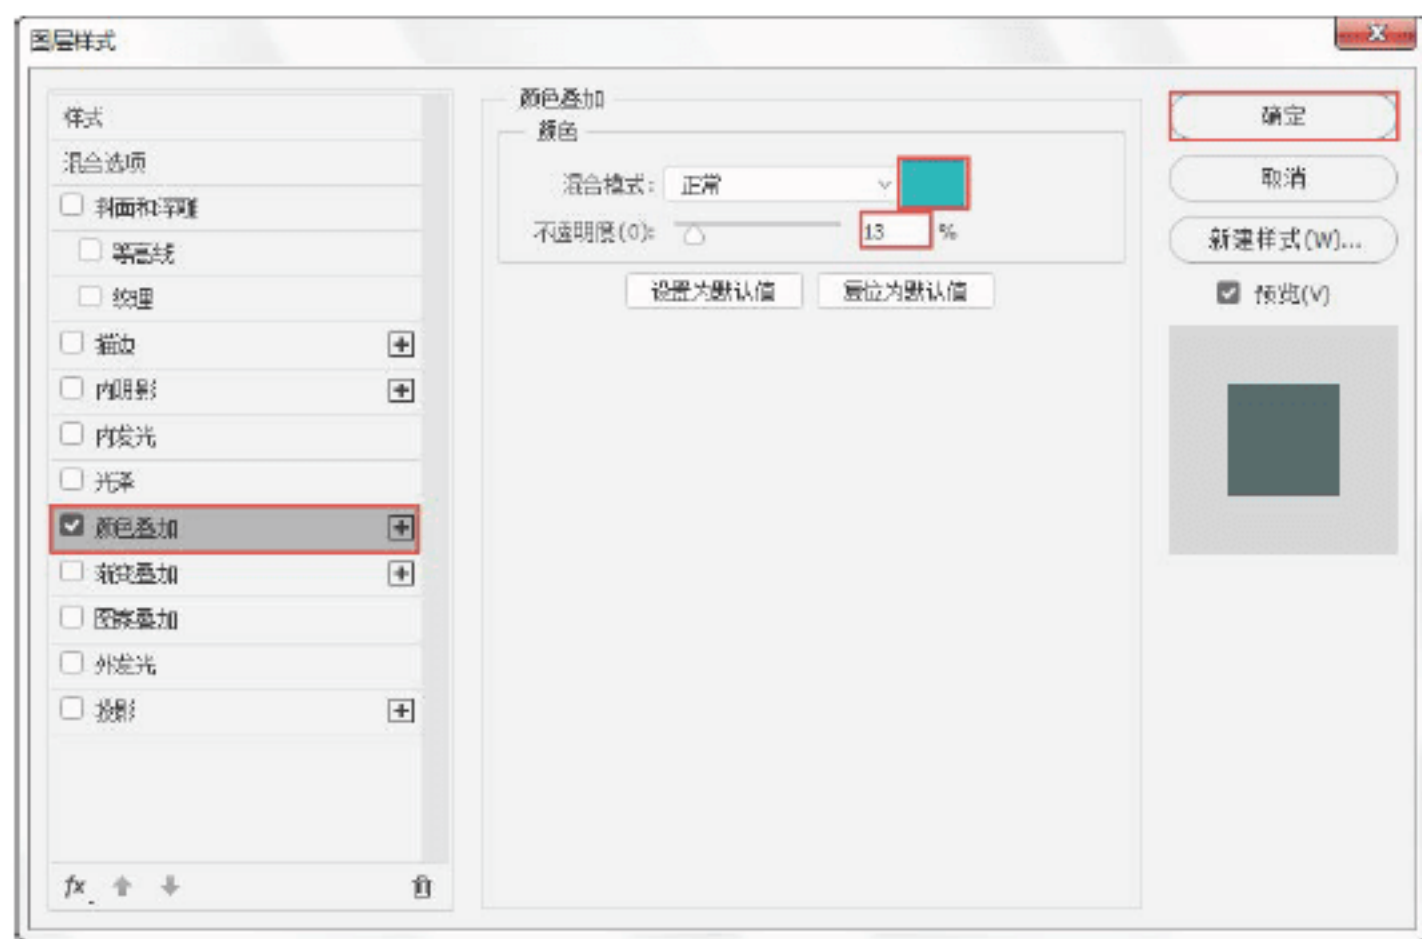 图层样式
样式
混合选项
斜面和浮雕
等高线
纹理
描边
内阴影
内发光
光泽
颜色叠加
渐变叠加
图案叠加
外发光
投影
fx
颜色叠加
颜色
混合模式: 正常
不透明度(O): 13 %
设置为默认值 复位为默认值
确定
取消
新建样式(W)...
预览(V)